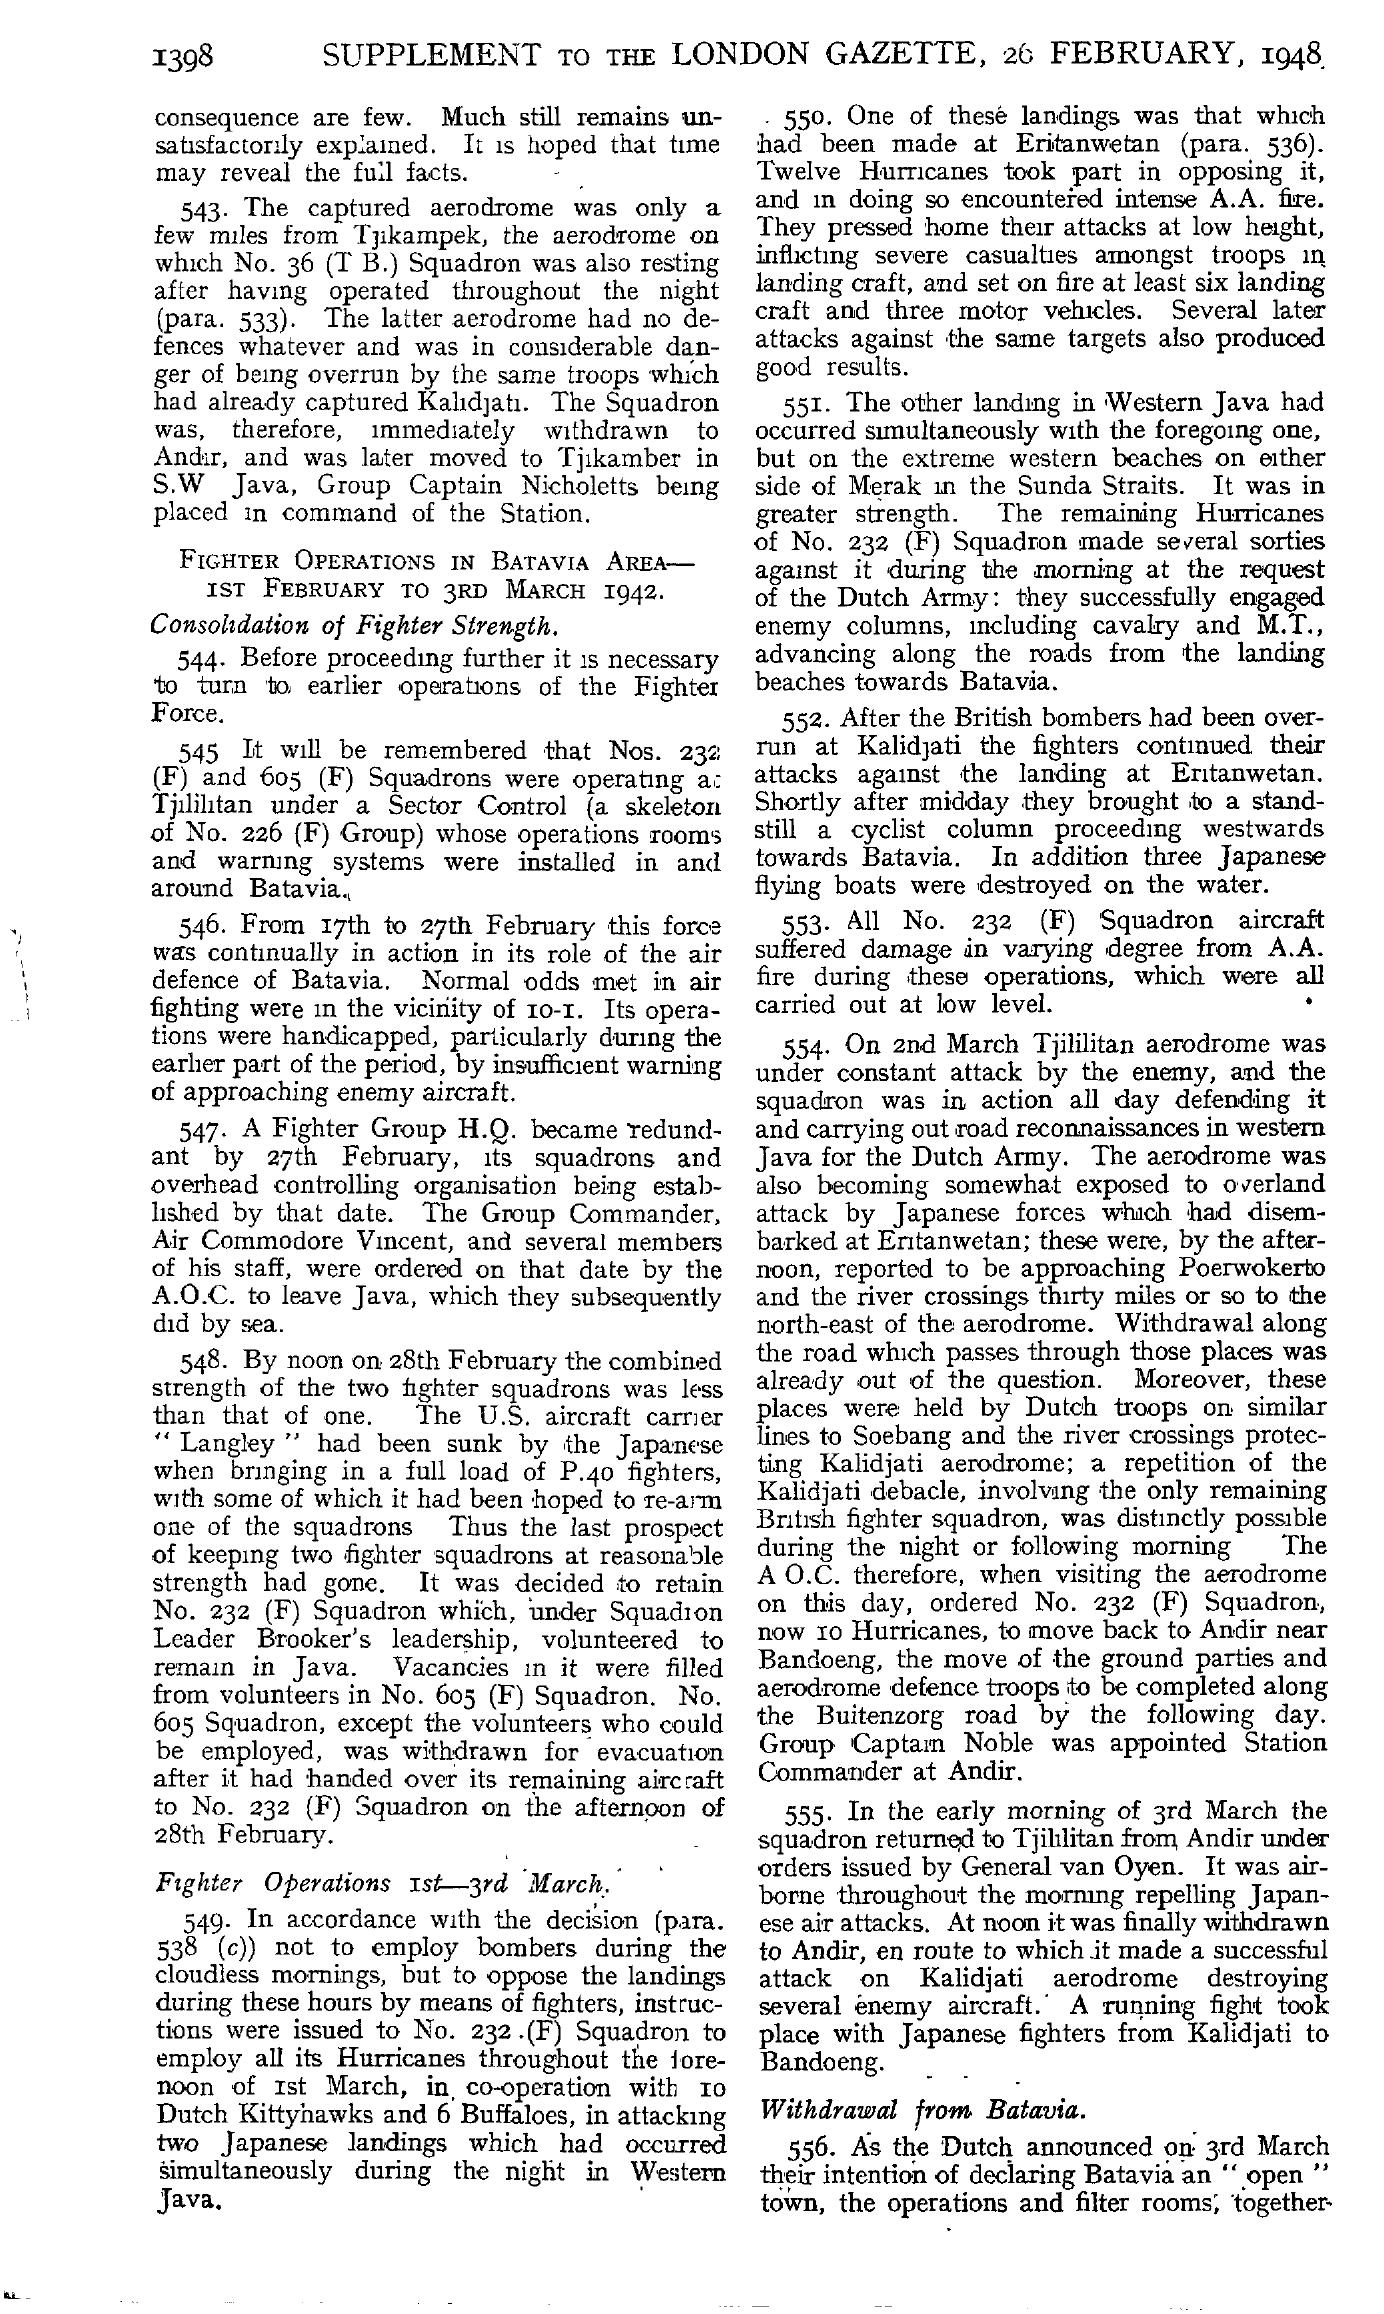 1398 SUPPLEMENT TO THE LONDON GAZETTE, 26 FEBRUARY, 1948
consequence are few. Much still remains un-
satisfactorily explained. It is hoped that time
may reveal the full facts.
543. The captured aerodrome was only a
few miles from Tjikampek, the aerodrome on
which No. 36 (T B.) Squadron was also resting
after having operated throughout the night
(para. 533). The latter aerodrome had no de-
fences whatever and was in considerable dan-
ger of being overrun by the same troops which
had already captured Kalidjati. The Squadron
was, therefore, immediately withdrawn to
Andir, and was later moved to Tjikamber in
S.W Java, Group Captain Nicholetts being
placed in command of the Station.
FIGHTER OPERATIONS IN BATAVIA AREA—
1ST FEBRUARY TO 3RD MARCH 1942.
Consolidation of Fighter Strength.
544. Before proceeding further it is necessary
to turn to earlier operations of the Fighter
Force.
545 It will be remembered that Nos. 232
(F) and 605 (F) Squadrons were operating at
Tjililitan under a Sector Control (a skeleton
of No. 226 (F) Group) whose operations rooms
and warning systems were installed in and
around Batavia.
546. From 17th to 27th February this force
was continually in action in its role of the air
defence of Batavia. Normal odds met in air
fighting were in the vicinity of 10-1. Its opera-
tions were handicapped, particularly during the
earlier part of the period, by insufficient warning
of approaching enemy aircraft.
547. A Fighter Group H.Q. became redund-
ant by 27th February, its squadrons and
overhead controlling organisation being estab-
lished by that date. The Group Commander,
Air Commodore Vincent, and several members
of his staff, were ordered on that date by the
A.O.C. to leave Java, which they subsequently
did by sea.
548. By noon on 28th February the combined
strength of the two fighter squadrons was less
than that of one. The U.S. aircraft carrier
" Langley " had been sunk by the Japanese
when bringing in a full load of P.40 fighters,
with some of which it had been hoped to re-arm
one of the squadrons Thus the last prospect
of keeping two fighter squadrons at reasonable
strength had gone. It was decided to retain
No. 232 (F) Squadron which, under Squadron
Leader Brooker's leadership, volunteered to
remain in Java. Vacancies in it were filled
from volunteers in No. 605 (F) Squadron. No.
605 Squadron, except the volunteers who could
be employed, was withdrawn for evacuation
after it had handed over its remaining aircraft
to No. 232 (F) Squadron on the afternoon of
28th February.
Fighter Operations 1st—3rd March.
549. In accordance with the decision (para.
538 (c)) not to employ bombers during the
cloudless mornings, but to oppose the landings
during these hours by means of fighters, instruc-
tions were issued to No. 232 (F) Squadron to
employ all its Hurricanes throughout the fore-
noon of 1st March, in co-operation with 10
Dutch Kittyhawks and 6 Buffaloes, in attacking
two Japanese landings which had occurred
simultaneously during the night in Western
Java.
550. One of these landings was that which
had been made at Eritanwetan (para. 536).
Twelve Hurricanes took part in opposing it,
and in doing so encountered intense A.A. fire.
They pressed home their attacks at low height,
inflicting severe casualties amongst troops in
landing craft, and set on fire at least six landing
craft and three motor vehicles. Several later
attacks against the same targets also produced
good results.
551. The other landing in Western Java had
occurred simultaneously with the foregoing one,
but on the extreme western beaches on either
side of Merak in the Sunda Straits. It was in
greater strength. The remaining Hurricanes
of No. 232 (F) Squadron made several sorties
against it during the morning at the request
of the Dutch Army: they successfully engaged
enemy columns, including cavalry and M.T.,
advancing along the roads from the landing
beaches towards Batavia.
552. After the British bombers had been over-
run at Kalidjati the fighters continued their
attacks against the landing at Eritanwetan.
Shortly after midday they brought to a stand-
still a cyclist column proceeding westwards
towards Batavia. In addition three Japanese
flying boats were destroyed on the water.
553. All No. 232 (F) Squadron aircraft
suffered damage in varying degree from A.A.
fire during these operations, which were all
carried out at low level.
554. On 2nd March Tjililitan aerodrome was
under constant attack by the enemy, and the
squadron was in action all day defending it
and carrying out road reconnaissances in western
Java for the Dutch Army. The aerodrome was
also becoming somewhat exposed to overland
attack by Japanese forces which had disem-
barked at Eritanwetan; these were, by the after-
noon, reported to be approaching Poerwokerto
and the river crossings thirty miles or so to the
north-east of the aerodrome. Withdrawal along
the road which passes through those places was
already out of the question. Moreover, these
places were held by Dutch troops on similar
lines to Soebang and the river crossings protec-
ting Kalidjati aerodrome; a repetition of the
Kalidjati debacle, involving the only remaining
British fighter squadron, was distinctly possible
during the night or following morning The
A O.C. therefore, when visiting the aerodrome
on this day, ordered No. 232 (F) Squadron,
now 10 Hurricanes, to move back to Andir near
Bandoeng, the move of the ground parties and
aerodrome defence troops to be completed along
the Buitenzorg road by the following day.
Group Captain Noble was appointed Station
Commander at Andir.
555. In the early morning of 3rd March the
squadron returned to Tjililitan from Andir under
orders issued by General van Oyen. It was air-
borne throughout the morning repelling Japan-
ese air attacks. At noon it was finally withdrawn
to Andir, en route to which it made a successful
attack on Kalidjati aerodrome destroying
several enemy aircraft. A running fight took
place with Japanese fighters from Kalidjati to
Bandoeng.
Withdrawal from Batavia.
556. As the Dutch announced on 3rd March
their intention of declaring Batavia an " open "
town, the operations and filter rooms, together